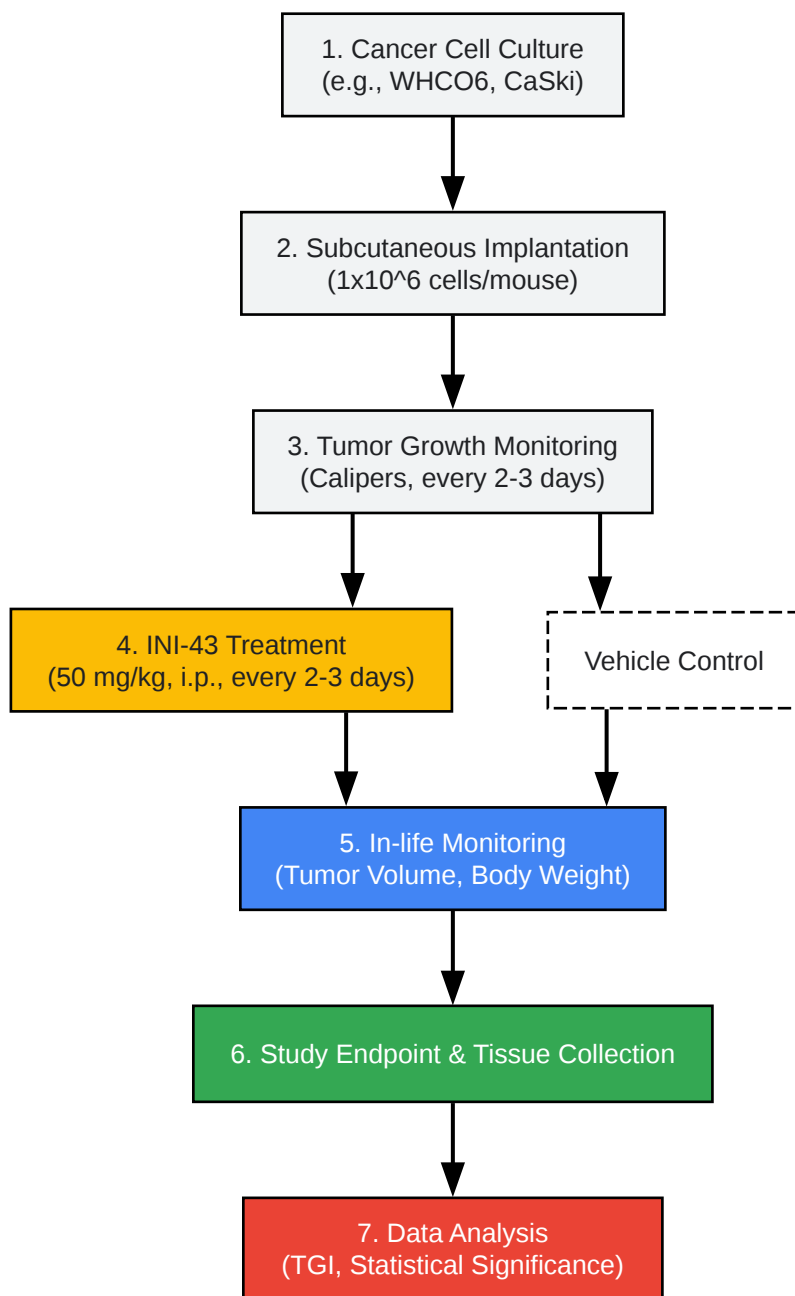 1. Cancer Cell Culture
(e.g., WHCO6, CaSki)
2. Subcutaneous Implantation
(1x10^6 cells/mouse)
3. Tumor Growth Monitoring
(Calipers, every 2-3 days)
4. INI-43 Treatment
(50 mg/kg, i.p., every 2-3 days)
Vehicle Control
5. In-life Monitoring
(Tumor Volume, Body Weight)
6. Study Endpoint & Tissue Collection
7. Data Analysis
(TGI, Statistical Significance)